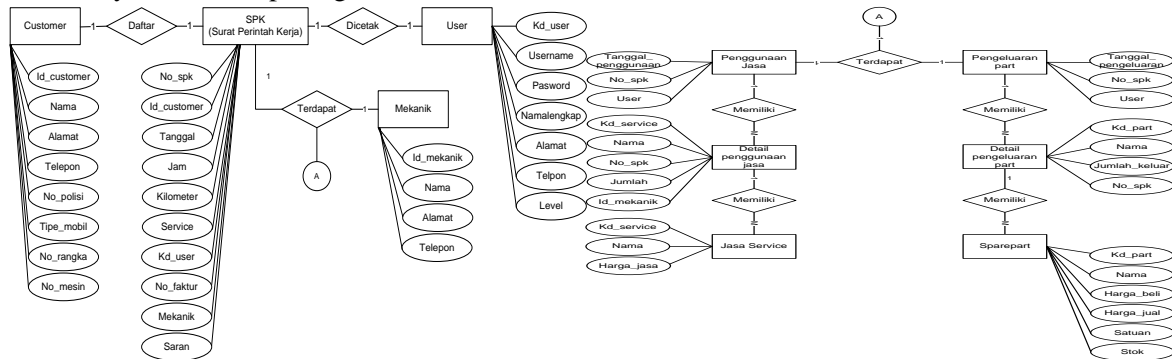 Customer
1
Daftar
1
SPK
(Surat Perintah Kerja)
1
Dicetak
1
User
Id_customer
Nama
Alamat
Telepon
No_polisi
Tipe_mobil
No_rangka
No_mesin
No_spk
Id_customer
Tanggal
Jam
Kilometer
Service
Kd_user
No_faktur
Mekanik
Saran
1
Terdapat
1
Mekanik
A
Id_mekanik
Nama
Alamat
Telepon
Kd_user
Username
Pasword
Namalengkap
Alamat
Telpon
Level
A
1
Tanggal_
penggunaan
No_spk
User
Penggunaan
Jasa
1
Terdapat
1
Pengeluaran
part
Tanggal_
pengeluaran
No_spk
User
1
Memiliki
N
Kd_service
Nama
No_spk
Jumlah
Id_mekanik
Detail
penggunaan
jasa
1
Memiliki
N
Kd_service
Nama
Harga_jasa
Jasa Service
1
Memiliki
N
Detail
pengeluaran
part
Kd_part
Nama
Jumlah_keluar
No_spk
1
Memiliki
N
Sparepart
Kd_part
Nama
Harga_beli
Harga_jual
Satuan
Stok